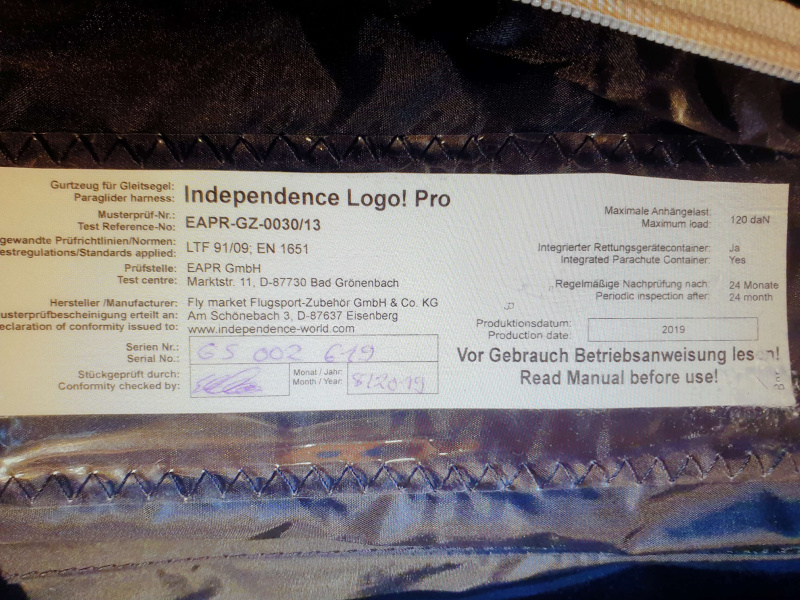 Gurtzeug für Gleitsegel:
Paraglider harness: Independence Logo! Pro
Musterprüf-Nr.:
Test Reference-No: EAPR-GZ-0030/13
gewandte Prüfrichtlinien/Normen:
estregulations/Standards applied: LTF 91/09; EN 1651
Prüfstelle: EAPR GmbH
Test centre: Marktstr. 11, D-87730 Bad Grönenbach
Hersteller /Manufacturer: Fly market Flugsport-Zubehör GmbH & Co. KG
usterprüfbescheinigung erteilt an: Am Schönebach 3, D-87637 Eisenberg
eclaration of conformity issued to: www.independence-world.com
Serien Nr.:
Serial No.: GS 002 619
Stückgeprüft durch:
Conformity checked by:
Monat / Jahr:
Month / Year: 8/2019
Maximale Anhängelast:
Maximum load: 120 daN
Integrierter Rettungsgerätecontainer: Ja
Integrated Parachute Container: Yes
Regelmäßige Nachprüfung nach: 24 Monate
Periodic inspection after: 24 month
Produktionsdatum:
Production date: 2019
Vor Gebrauch Betriebsanweisung lesen!
Read Manual before use!